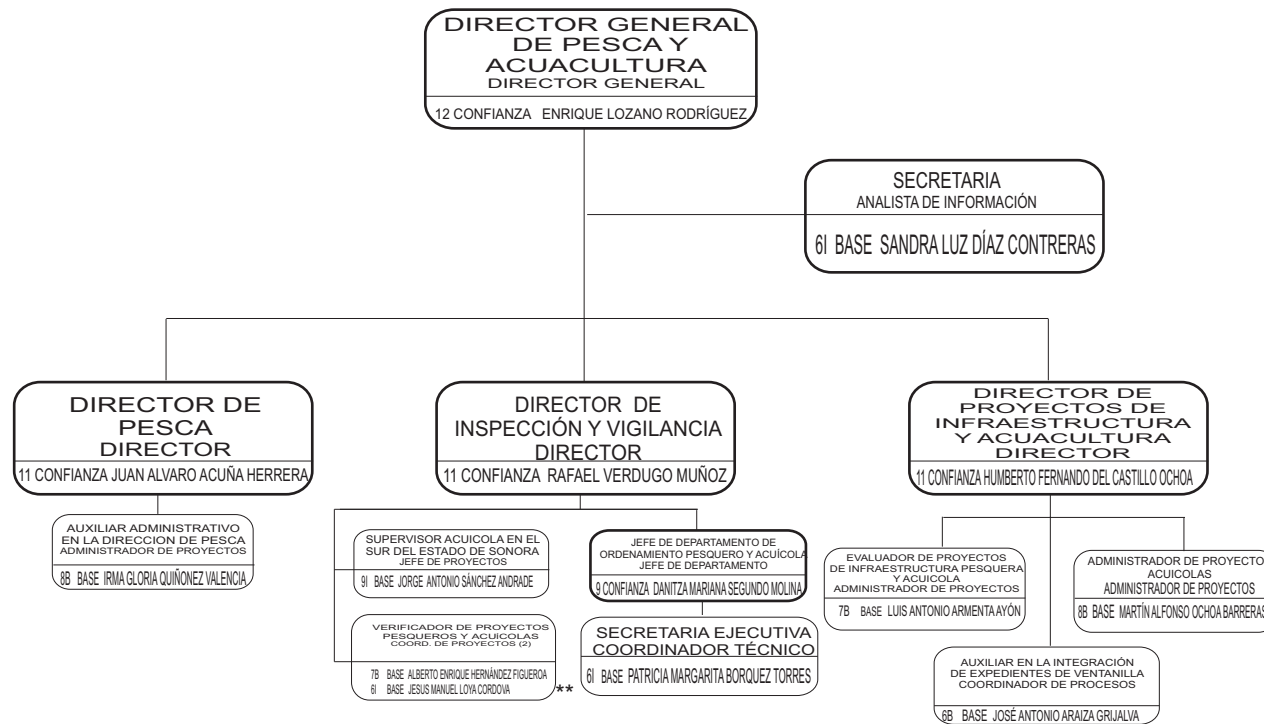 DIRECTOR GENERAL
DE PESCA Y
ACUACULTURA
DIRECTOR GENERAL
12 CONFIANZA ENRIQUE LOZANO RODRÍGUEZ
SECRETARIA
ANALISTA DE INFORMACIÓN
6I BASE SANDRA LUZ DÍAZ CONTRERAS
DIRECTOR DE
PESCA
DIRECTOR
11 CONFIANZA JUAN ALVARO ACUÑA HERRERA
DIRECTOR DE
INSPECCIÓN Y VIGILANCIA
DIRECTOR
11 CONFIANZA RAFAEL VERDUGO MUÑOZ
DIRECTOR DE
PROYECTOS DE
INFRAESTRUCTURA
Y ACUACULTURA
DIRECTOR
11 CONFIANZA HUMBERTO FERNANDO DEL CASTILLO OCHOA
AUXILIAR ADMINISTRATIVO
EN LA DIRECCION DE PESCA
ADMINISTRADOR DE PROYECTOS
8B BASE IRMA GLORIA QUIÑONEZ VALENCIA
SUPERVISOR ACUICOLA EN EL
SUR DEL ESTADO DE SONORA
JEFE DE PROYECTOS
9I BASE JORGE ANTONIO SÁNCHEZ ANDRADE
VERIFICADOR DE PROYECTOS
PESQUEROS Y ACUÍCOLAS
COORD. DE PROYECTOS (2)
7B BASE ALBERTO ENRIQUE HERNÁNDEZ FIGUEROA
6I BASE JESUS MANUEL LOYA CORDOVA **
JEFE DE DEPARTAMENTO DE
ORDENAMIENTO PESQUERO Y ACUÍCOLA
JEFE DE DEPARTAMENTO
9 CONFIANZA DANITZA MARIANA SEGUNDO MOLINA
SECRETARIA EJECUTIVA
COORDINADOR TÉCNICO
6I BASE PATRICIA MARGARITA BORQUEZ TORRES
EVALUADOR DE PROYECTOS
DE INFRAESTRUCTURA PESQUERA
Y ACUICOLA
ADMINISTRADOR DE PROYECTOS
7B BASE LUIS ANTONIO ARMENTA AYÓN
ADMINISTRADOR DE PROYECTO
ACUICOLAS
ADMINISTRADOR DE PROYECTOS
8B BASE MARTÍN ALFONSO OCHOA BARRERAS
AUXILIAR EN LA INTEGRACIÓN
DE EXPEDIENTES DE VENTANILLA
COORDINADOR DE PROCESOS
6B BASE JOSÉ ANTONIO ARAIZA GRIJALVA